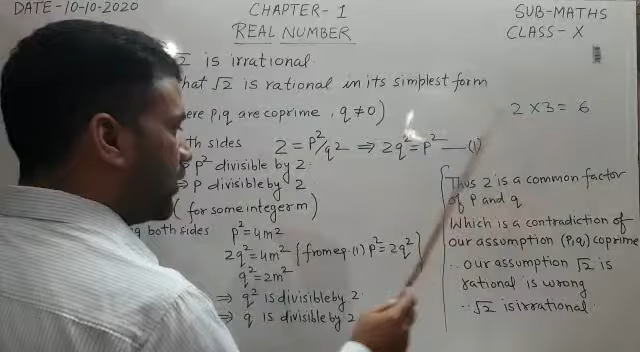 DATE-10-10-2020
CHAPTER-1
SUB-MATHS
REAL NUMBER
CLASS-X
√2 is irrational
hat √2 is rational in its simplest form
ere p,q are coprime, q≠0)
2×3=6
th sides 2=P²/q² ⇒ 2q²=P² —(1)
⇒ P² divisible by 2
⇒ P divisible by 2
(for some integer m)
g both sides P²=4m²
2q²=4m² {from eq.(1) P²=2q²}
q²=2m²
⇒ q² is divisible by 2
⇒ q is divisible by 2
Thus 2 is a common factor
of P and q
Which is a contradiction of
our assumption (P,q) coprime
∴ our assumption √2 is
rational is wrong
∴ √2 is irrational